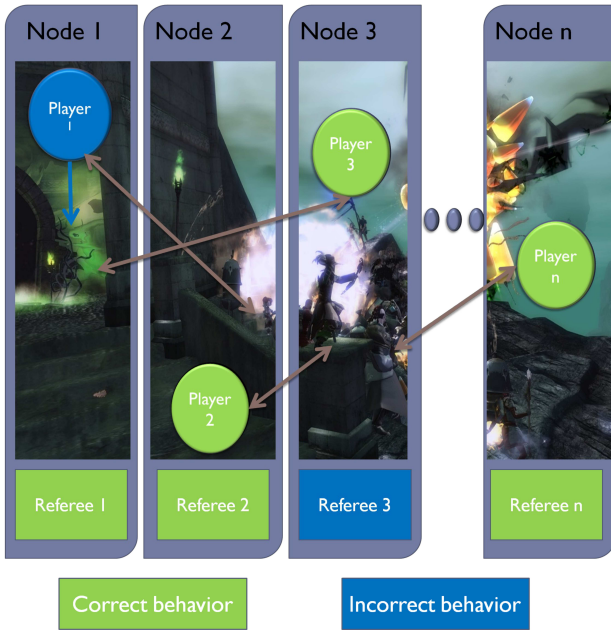 Node 1
Node 2
Node 3
Node n
Player
1
Player
3
Player
n
Player
2
Referee 1
Referee 2
Referee 3
Referee n
Correct behavior
Incorrect behavior